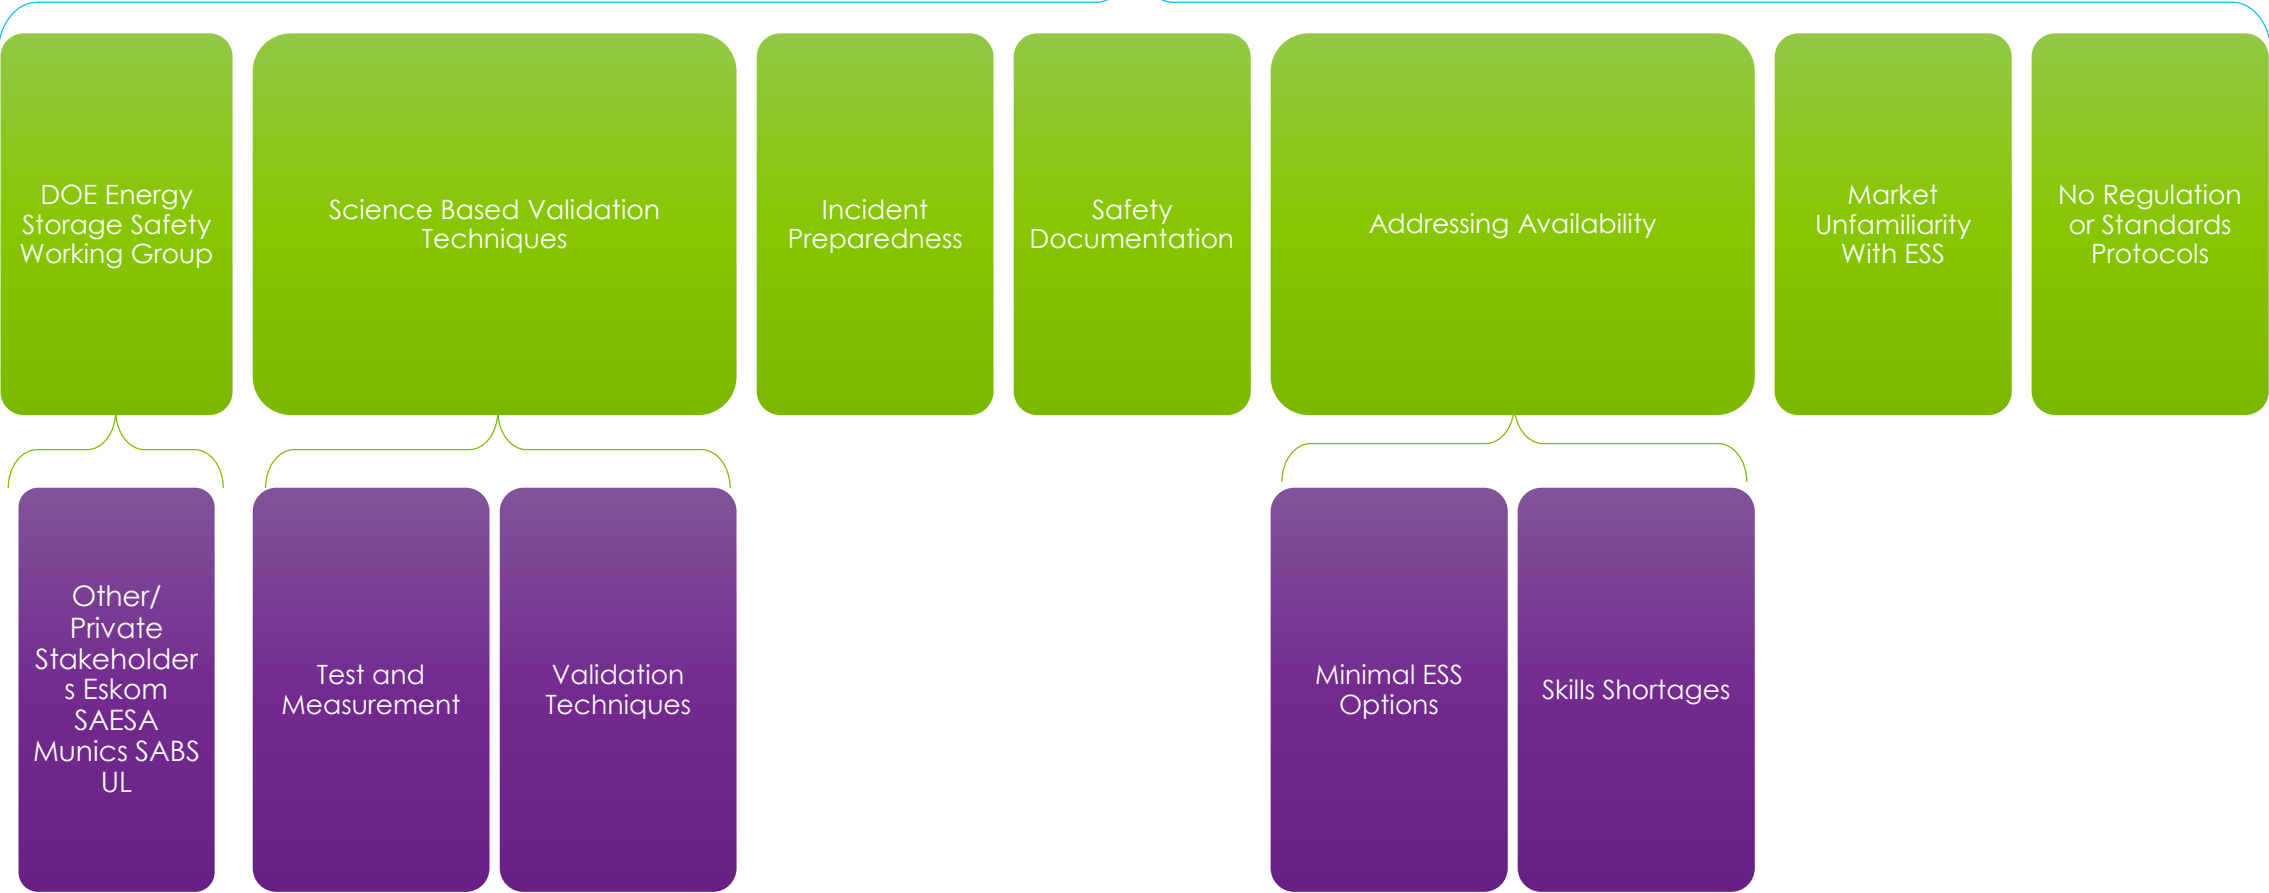 DOE Energy
Storage Safety
Working Group
Science Based Validation
Techniques
Incident
Preparedness
Safety
Documentation
Addressing Availability
Market
Unfamiliarity
With ESS
No Regulation
or Standards
Protocols
Other/
Private
Stakeholder
s Eskom
SAESA
Munics SABS
UL
Test and
Measurement
Validation
Techniques
Minimal ESS
Options
Skills Shortages